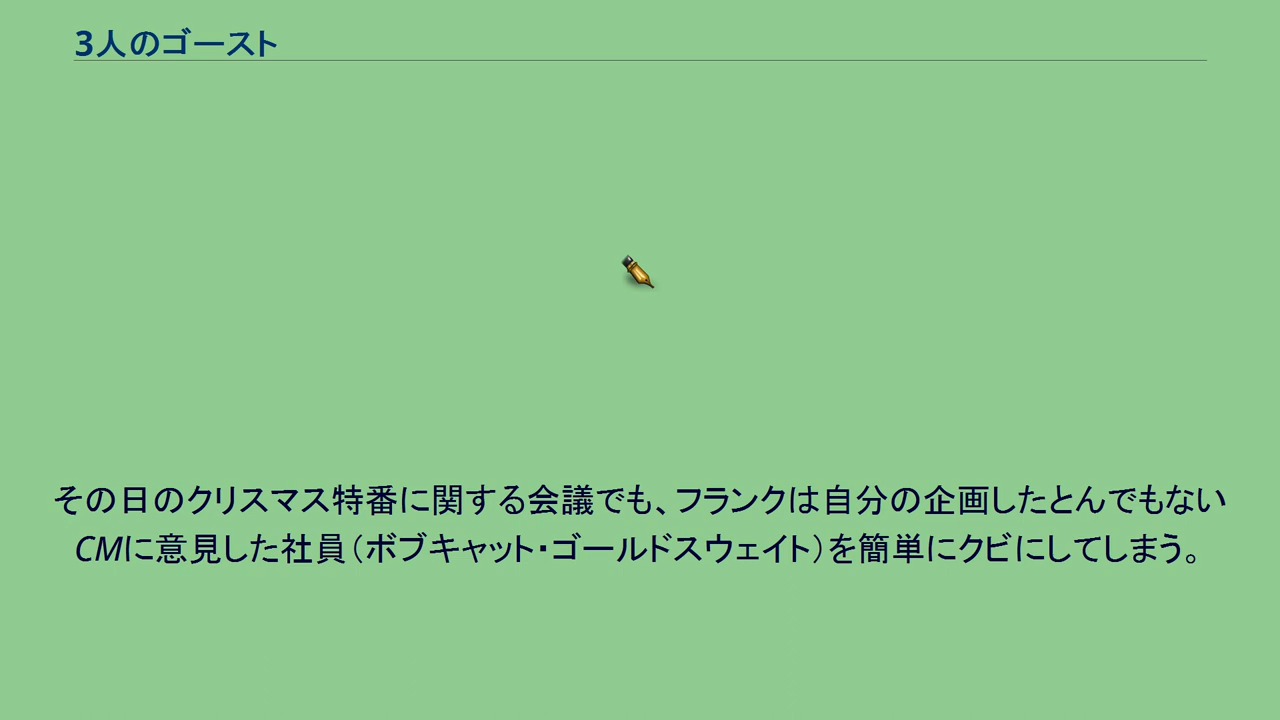 3人のゴースト
その日のクリスマス特番に関する会議でも、フランクは自分の企画したとんでもない
CMに意見した社員（ボブキャット・ゴールドスウェイト）を簡単にクビにしてしまう。